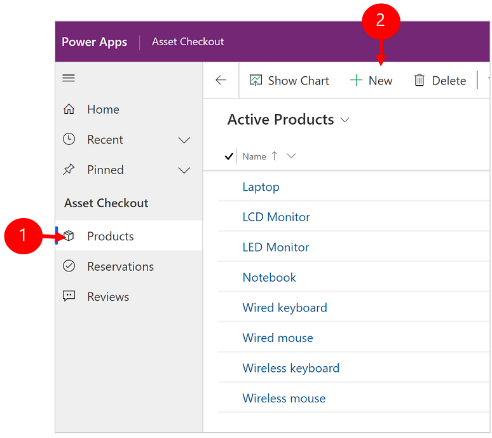 2
Power Apps Asset Checkout
Show Chart New Delete
Home
Recent
Pinned
Asset Checkout
1
Products
Reservations
Reviews
Active Products
Name
Laptop
LCD Monitor
LED Monitor
Notebook
Wired keyboard
Wired mouse
Wireless keyboard
Wireless mouse